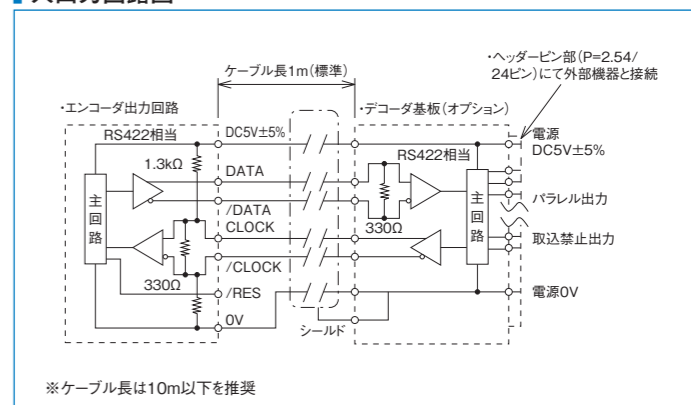 ・ヘッダーピン部(P=2.54/
24ピン)にて外部機器と接続
ケーブル長1m(標準)
・エンコーダ出力回路
・デコーダ基板(オプション)
RS422相当
DC5V±5%
RS422相当
電源
DC5V±5%
1.3kΩ
DATA
主回路
/DATA
330Ω
主回路
パラレル出力
CLOCK
取込禁止出力
/CLOCK
330Ω
/RES
電源0V
0V
シールド
※ケーブル長は10m以下を推奨